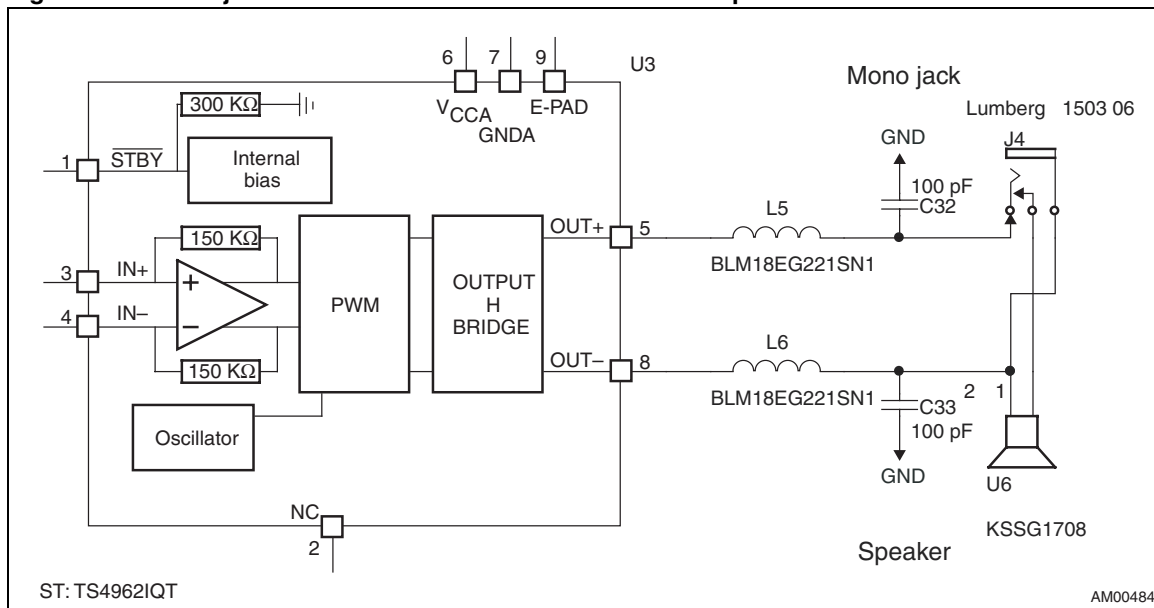 6
7
9
U3
300 KΩ
VCCA
GNDA
E-PAD
Mono jack
Lumberg 1503 06
J4
GND
100 pF
C32
1
STBY
Internal
bias
L5
BLM18EG221SN1
OUT+
5
150 KΩ
3
IN+
+
PWM
OUTPUT
H
BRIDGE
4
IN–
–
150 KΩ
OUT–
8
L6
BLM18EG221SN1
2
1
C33
100 pF
GND
Oscillator
U6
KSSG1708
NC
2
Speaker
ST: TS4962IQT
AM00484